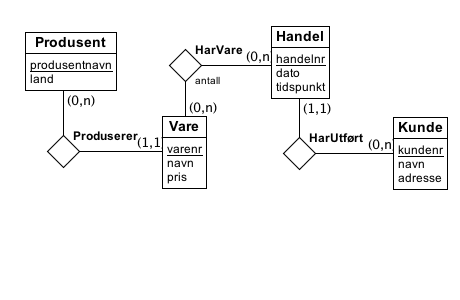 Produsent
produsentnavn
land
(0,n)
Produserer
(1,1
Vare
varenr
navn
pris
(0,n)
HarVare
antall
(0,n)
Handel
handelnr
dato
tidspunkt
(1,1)
HarUtført
(0,n
Kunde
kundenr
navn
adresse